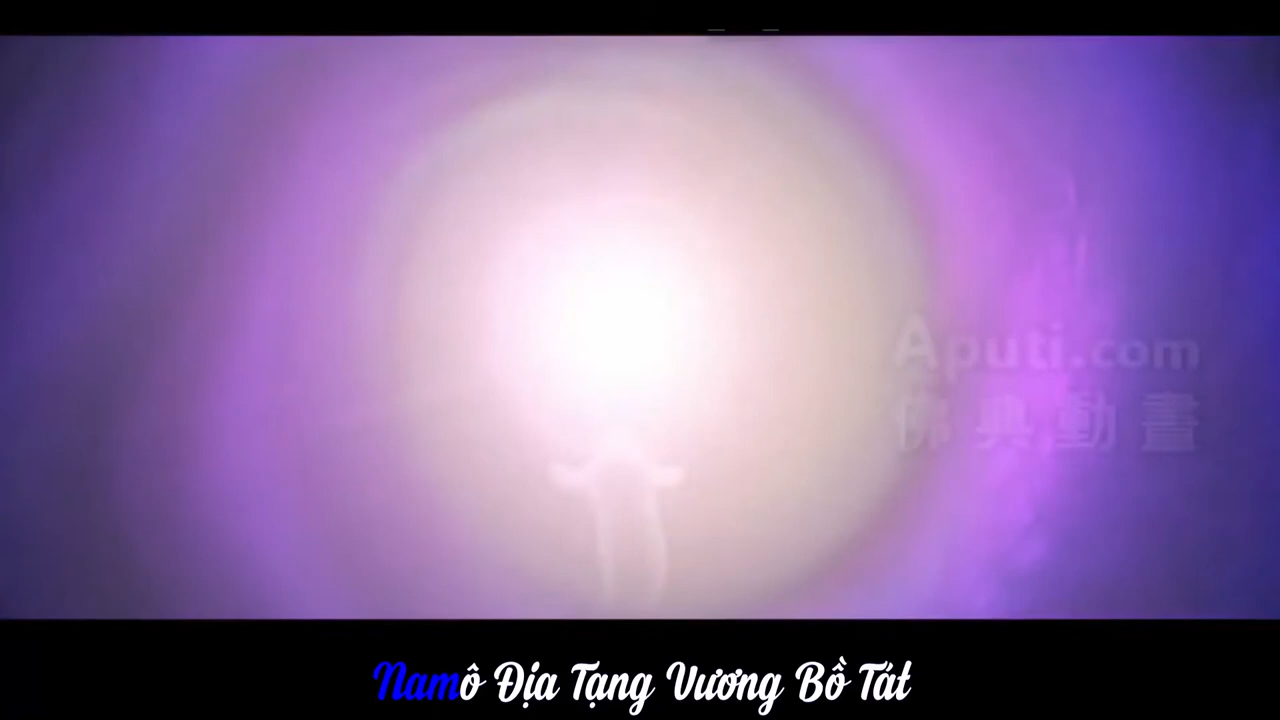 Aputi.com
佛典動畫
Namô Địa Tạng Vương Bồ Tát